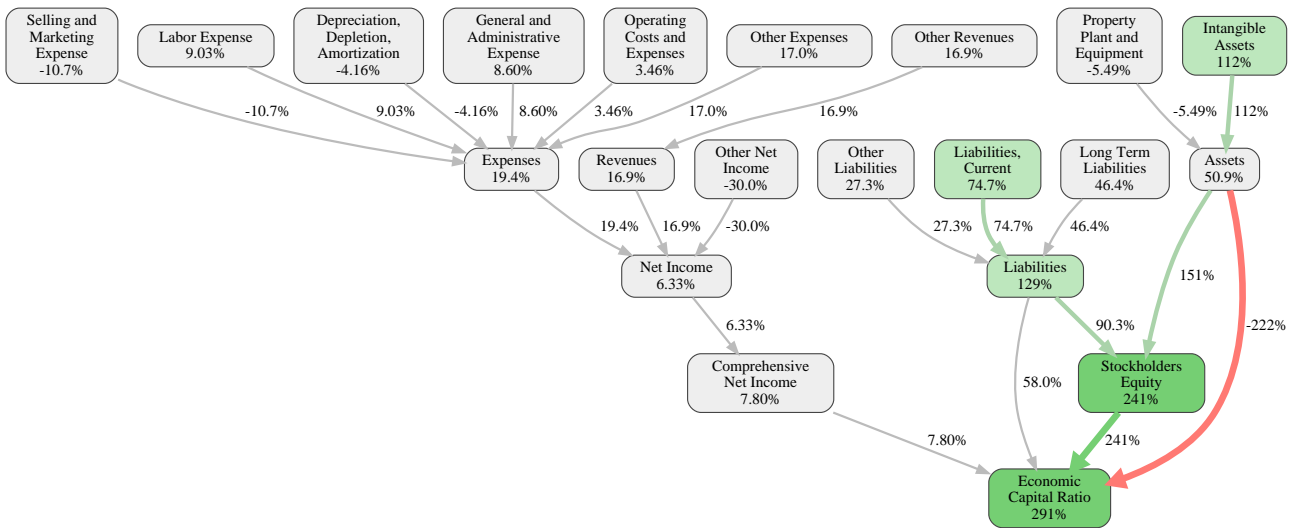 Selling and
Marketing
Expense
-10.7%
Labor Expense
9.03%
Depreciation,
Depletion,
Amortization
-4.16%
General and
Administrative
Expense
8.60%
Operating
Costs and
Expenses
3.46%
Other Expenses
17.0%
Other Revenues
16.9%
Property
Plant and
Equipment
-5.49%
Intangible
Assets
112%
-10.7%
9.03%
-4.16%
8.60%
3.46%
17.0%
16.9%
-5.49%
112%
Expenses
19.4%
Revenues
16.9%
Other Net
Income
-30.0%
Other
Liabilities
27.3%
Liabilities,
Current
74.7%
Long Term
Liabilities
46.4%
Assets
50.9%
19.4%
16.9%
-30.0%
27.3%
74.7%
46.4%
Net Income
6.33%
Liabilities
129%
151%
6.33%
90.3%
-222%
Comprehensive
Net Income
7.80%
58.0%
Stockholders
Equity
241%
7.80%
241%
Economic
Capital Ratio
291%